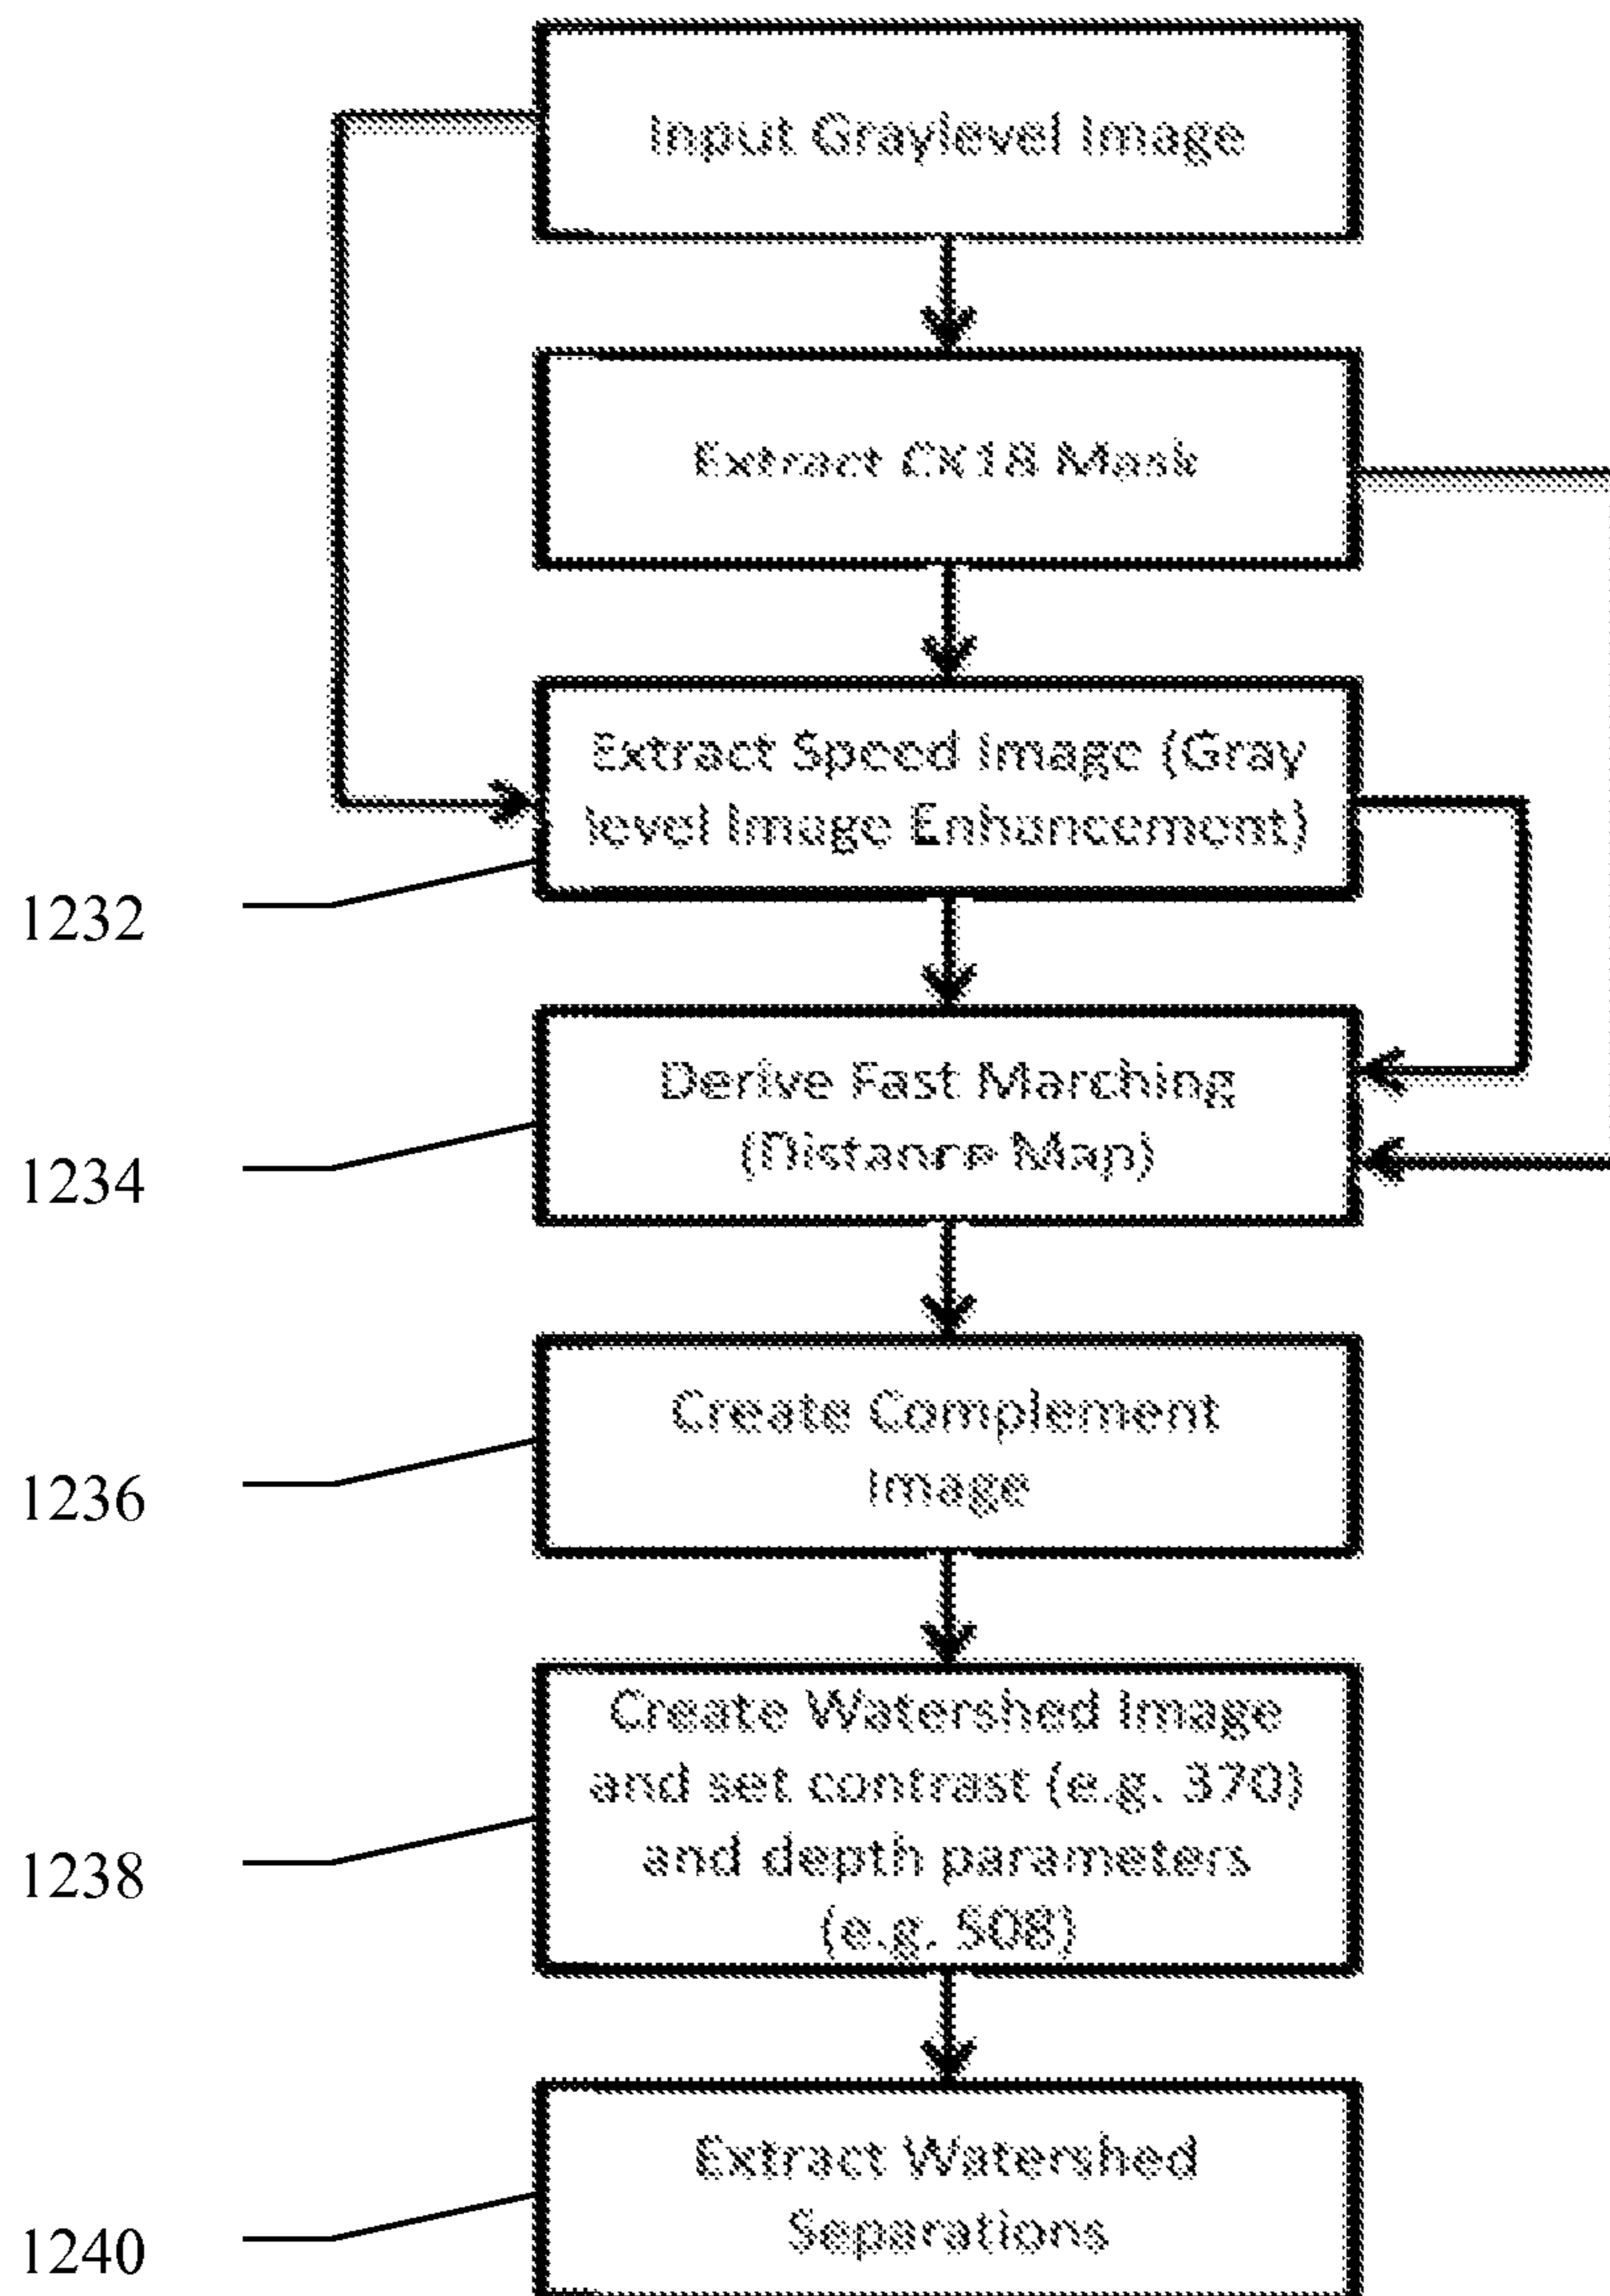 Input Graylevel Image
Extract CK18 Mask
Extract Speed Image (Gray
level Image Enhancement)
1232
Derive Fast Marching
(Distance Map)
1234
Create Complement
Image
1236
Create Watershed Image
and set contrast (e.g. 370)
and depth parameters
(e.g. 508)
1238
Extract Watershed
Separations
1240